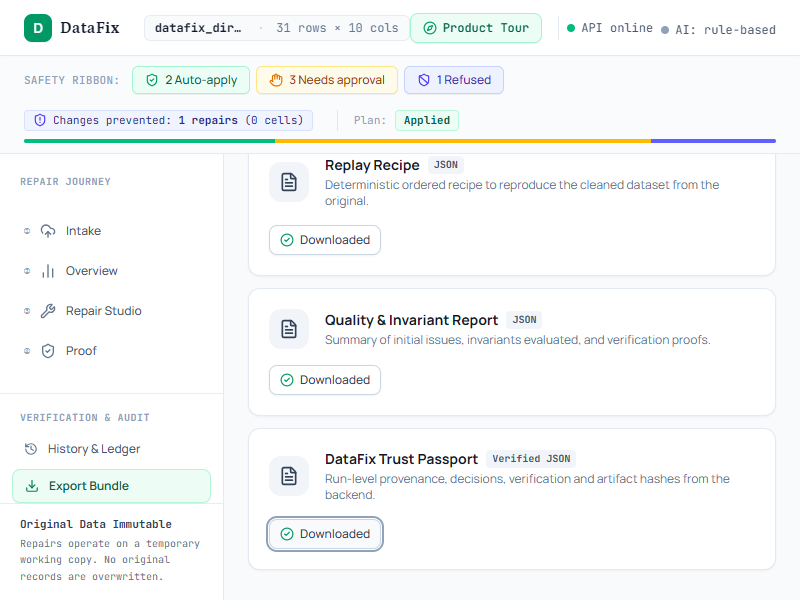 D DataFix
datafix_dir… · 31 rows × 10 cols
Product Tour
API online
AI: rule-based
SAFETY RIBBON:
2 Auto-apply
3 Needs approval
1 Refused
Changes prevented: 1 repairs (0 cells)
Plan: Applied
REPAIR JOURNEY
Intake
Overview
Repair Studio
Proof
VERIFICATION & AUDIT
History & Ledger
Export Bundle
Original Data Immutable
Repairs operate on a temporary
working copy. No original
records are overwritten.
Replay Recipe JSON
Deterministic ordered recipe to reproduce the cleaned dataset from the
original.
Downloaded
Quality & Invariant Report JSON
Summary of initial issues, invariants evaluated, and verification proofs.
Downloaded
DataFix Trust Passport Verified JSON
Run-level provenance, decisions, verification and artifact hashes from the
backend.
Downloaded